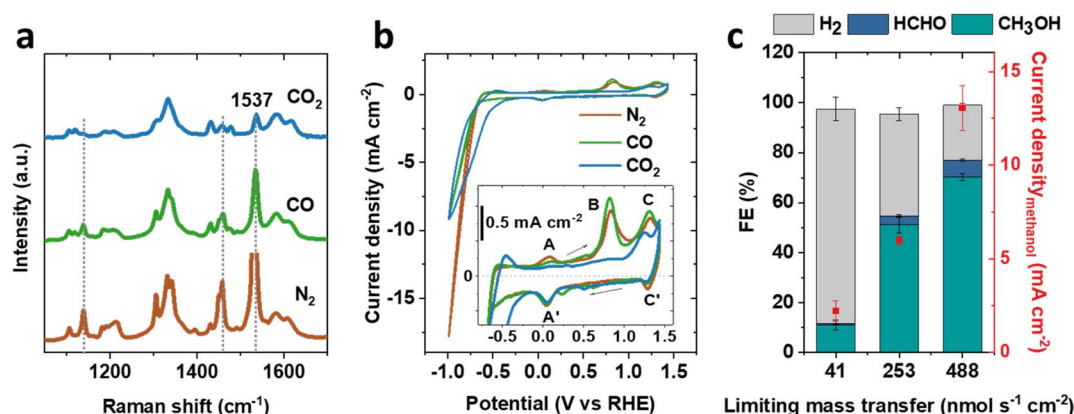 a
Intensity (a.u.)
CO2
1537
CO
N2
1200 1400 1600
Raman shift (cm-1)
b
Current density (mA cm-2)
0
-5
-10
-15
N2
CO
CO2
0.5 mA cm-2
A
B
C
0
A'
C'
-0.5 0.0 0.5 1.0 1.5
-1.0 -0.5 0.0 0.5 1.0 1.5
Potential (V vs RHE)
c
H2 HCHO CH3OH
FE (%)
120
100
80
60
40
20
0
15
10
5
0
Current densitymethanol (mA cm-2)
41 253 488
Limiting mass transfer (nmol s-1 cm-2)